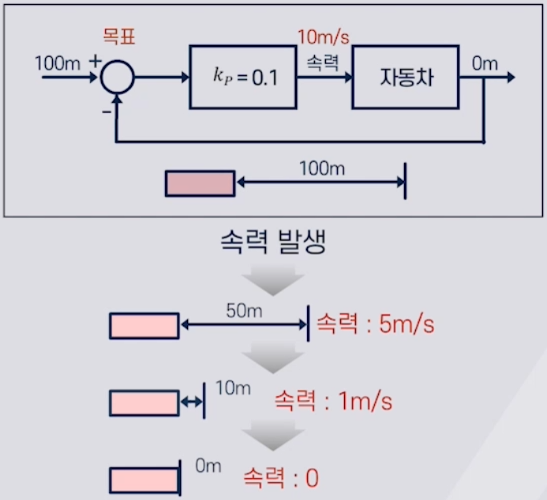 목표
100m + 10m/s 0m
k_P = 0.1 속력 자동차
-
100m
속력 발생
50m 속력 : 5m/s
10m 속력 : 1m/s
0m 속력 : 0